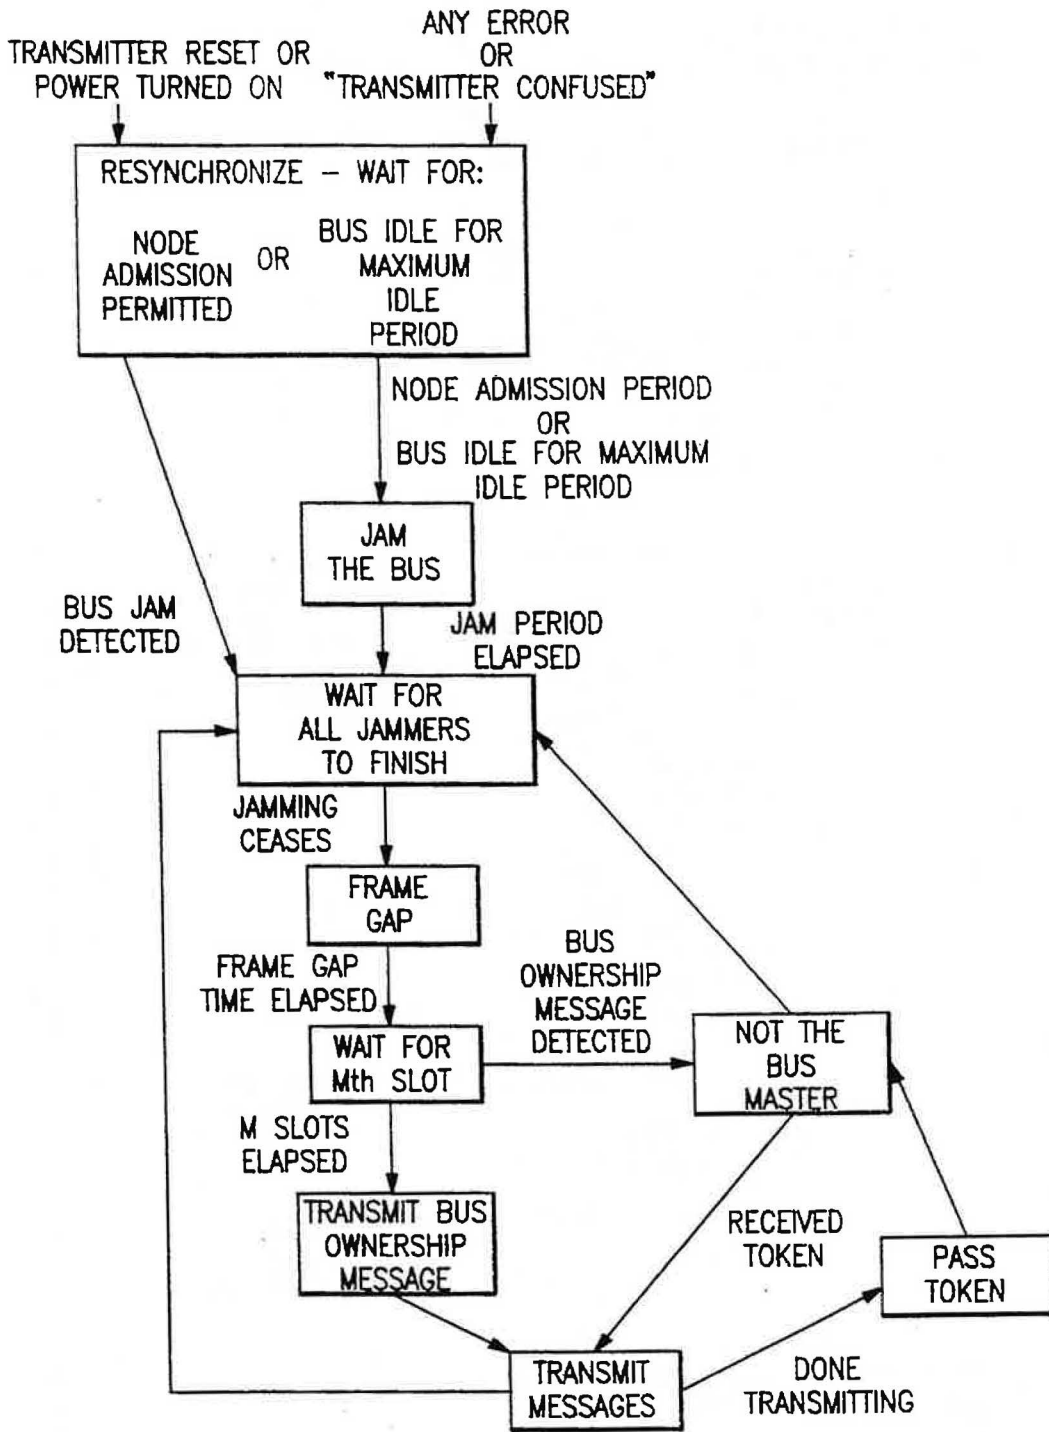 ANY ERROR
OR
"TRANSMITTER CONFUSED"
TRANSMITTER RESET OR
POWER TURNED ON
RESYNCHRONIZE – WAIT FOR:
NODE
ADMISSION
PERMITTED
OR
BUS IDLE FOR
MAXIMUM
IDLE
PERIOD
NODE ADMISSION PERIOD
OR
BUS IDLE FOR MAXIMUM
IDLE PERIOD
JAM
THE BUS
BUS JAM
DETECTED
JAM PERIOD
ELAPSED
WAIT FOR
ALL JAMMERS
TO FINISH
JAMMING
CEASES
FRAME
GAP
FRAME GAP
TIME ELAPSED
BUS
OWNERSHIP
MESSAGE
DETECTED
WAIT FOR
Mth SLOT
NOT THE
BUS
MASTER
M SLOTS
ELAPSED
TRANSMIT BUS
OWNERSHIP
MESSAGE
RECEIVED
TOKEN
PASS
TOKEN
TRANSMIT
MESSAGES
DONE
TRANSMITTING